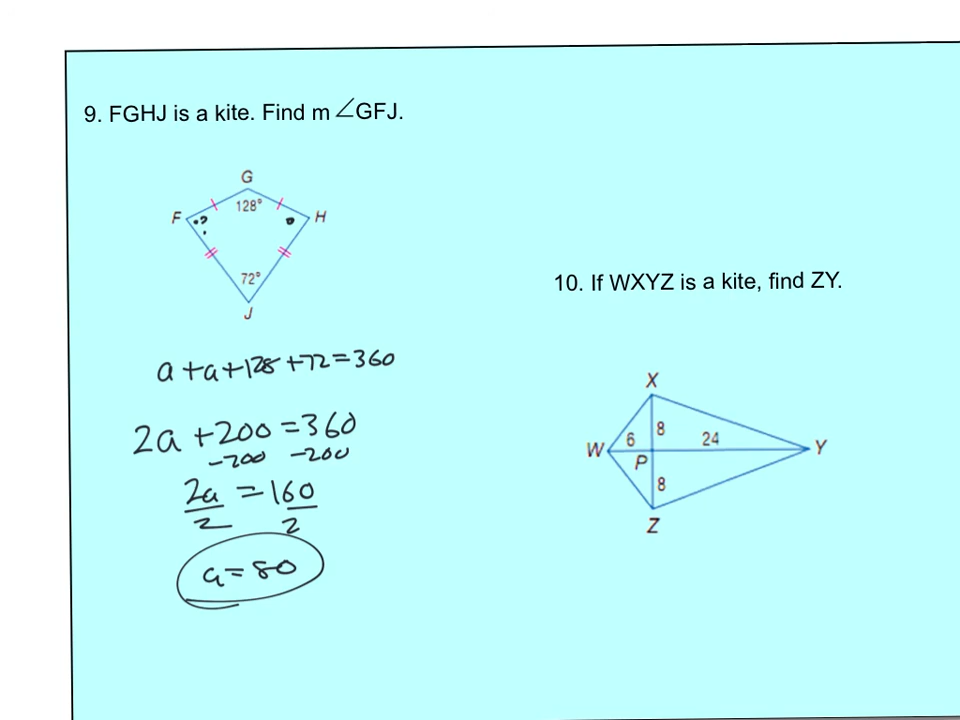 9. FGHJ is a kite. Find m∠GFJ.
G
128°
F
?
H
72°
J
a+a+128+72=360
2a+200=360
-200 -200
2a=160
2 2
a=80
10. If WXYZ is a kite, find ZY.
X
8
6
24
W
P
Y
8
Z